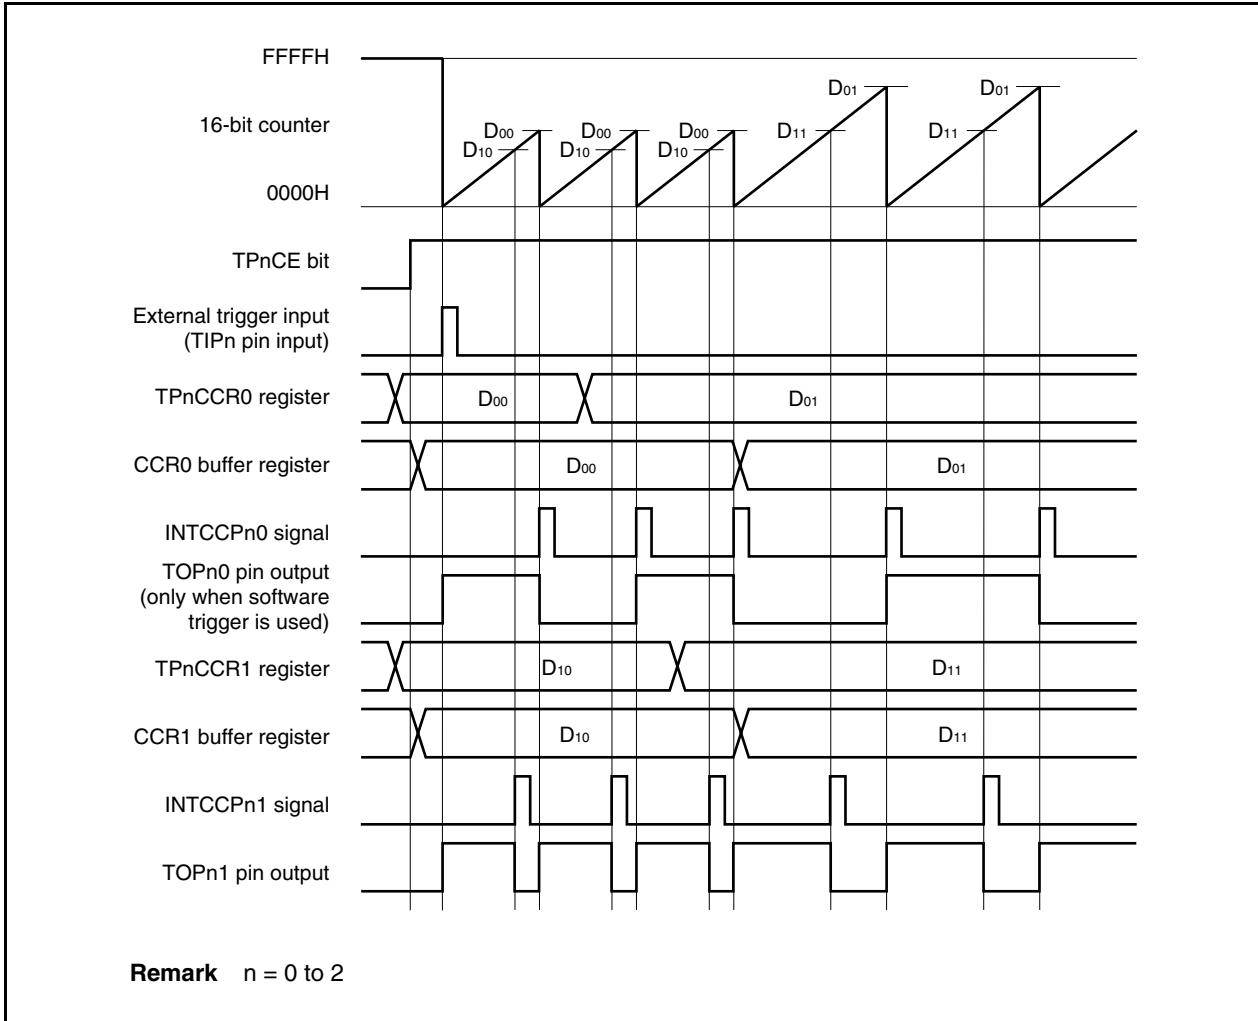 FFFFH
D01 D01
16-bit counter
D00 D00 D00 D11 D11
D10 D10 D10
0000H
TPnCE bit
External trigger input
(TIPn pin input)
TPnCCR0 register D00 D01
CCR0 buffer register D00 D01
INTCCPn0 signal
TOPn0 pin output
(only when software
trigger is used)
TPnCCR1 register D10 D11
CCR1 buffer register D10 D11
INTCCPn1 signal
TOPn1 pin output
Remark n = 0 to 2